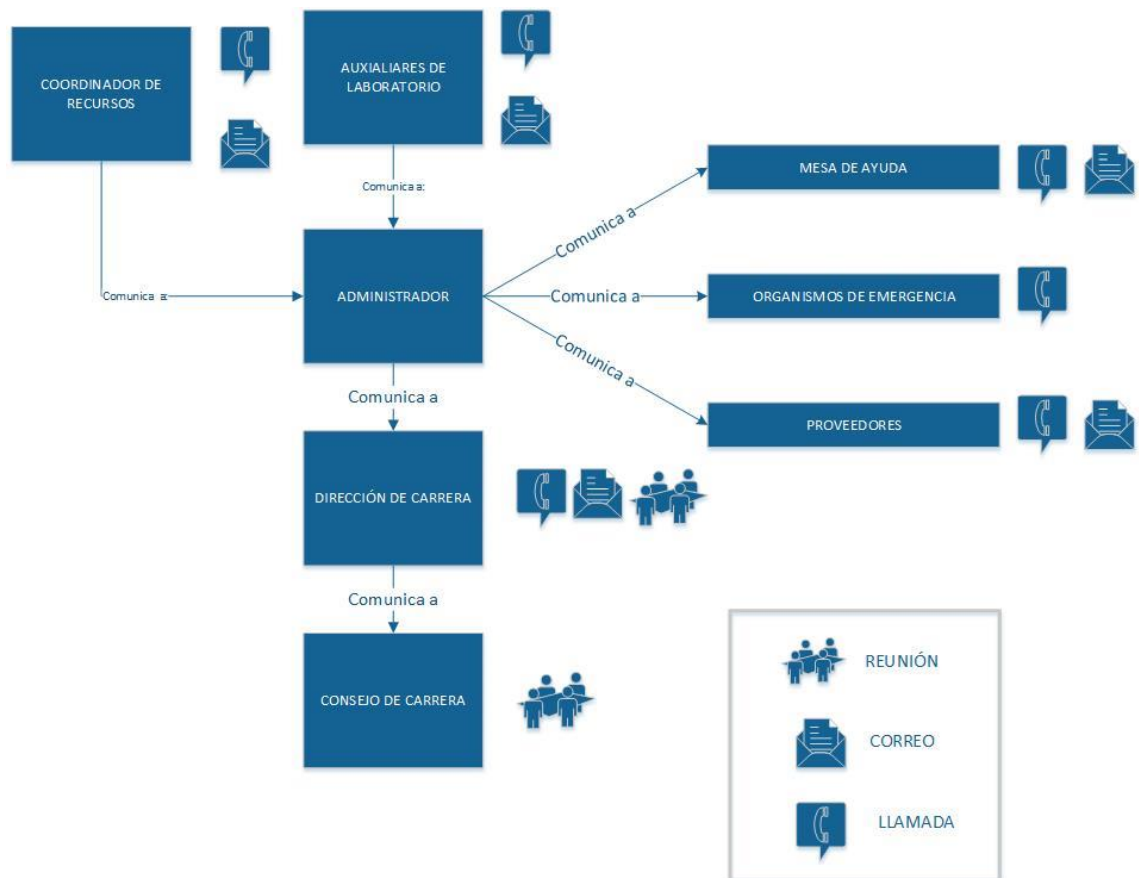 COORDINADOR DE
RECURSOS
AUXIALIARES DE
LABORATORIO
Comunica a:
MESA DE AYUDA
Comunica a
Comunica a:
ADMINISTRADOR
Comunica a
ORGANISMOS DE EMERGENCIA
Comunica a
PROVEEDORES
Comunica a
DIRECCIÓN DE CARRERA
Comunica a
CONSEJO DE CARRERA
REUNIÓN
CORREO
LLAMADA